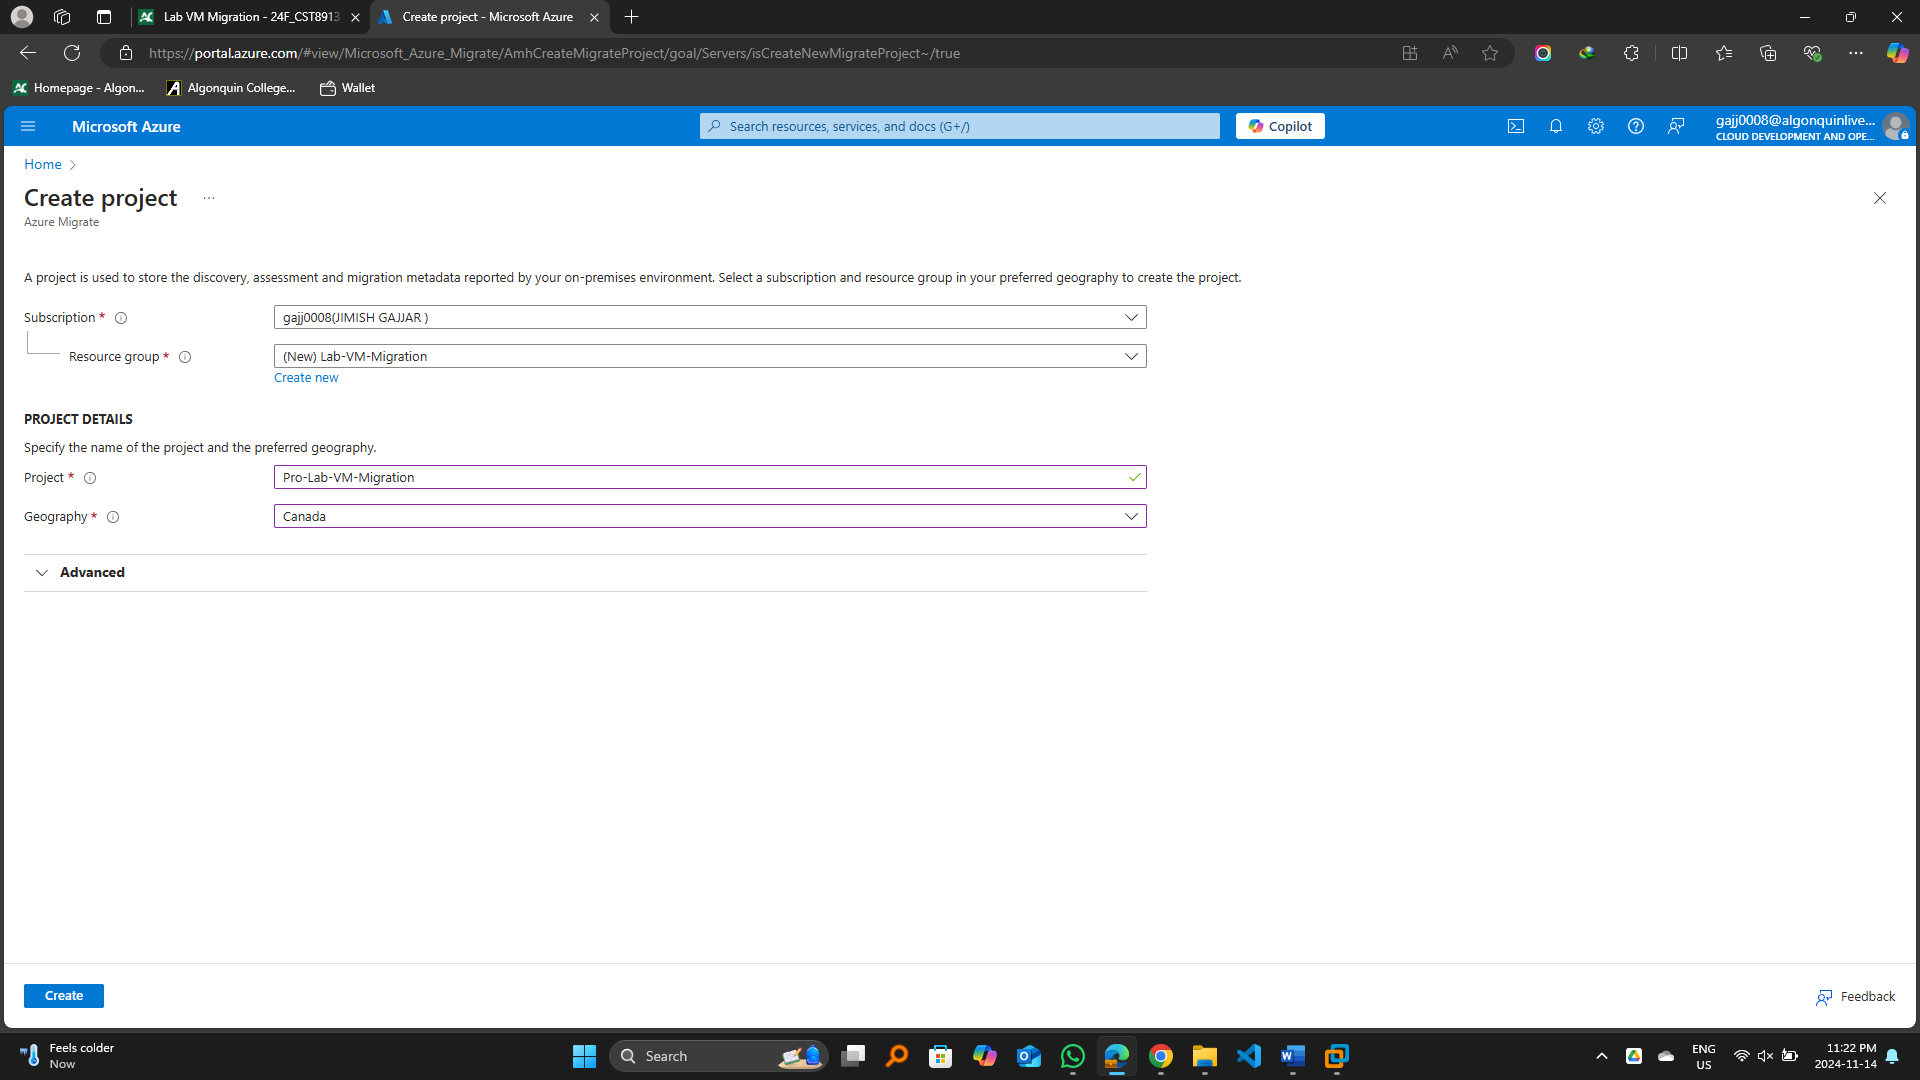 Lab VM Migration - 24F_CST8913
Create project - Microsoft Azure
https://portal.azure.com/#view/Microsoft_Azure_Migrate/AmhCreateMigrateProject/goal/Servers/isCreateNewMigrateProject~/true
Homepage - Algon...
Algonquin College...
Wallet
Microsoft Azure
Search resources, services, and docs (G+/)
Copilot
gajj0008@algonquinlive...
CLOUD DEVELOPMENT AND OPE...
Home
Create project ...
Azure Migrate
A project is used to store the discovery, assessment and migration metadata reported by your on-premises environment. Select a subscription and resource group in your preferred geography to create the project.
Subscription * gajj0008(JIMISH GAJJAR )
Resource group * (New) Lab-VM-Migration
Create new
PROJECT DETAILS
Specify the name of the project and the preferred geography.
Project * Pro-Lab-VM-Migration
Geography * Canada
Advanced
Create
Feedback
Feels colder
Now
Search
ENG
US
11:22 PM
2024-11-14